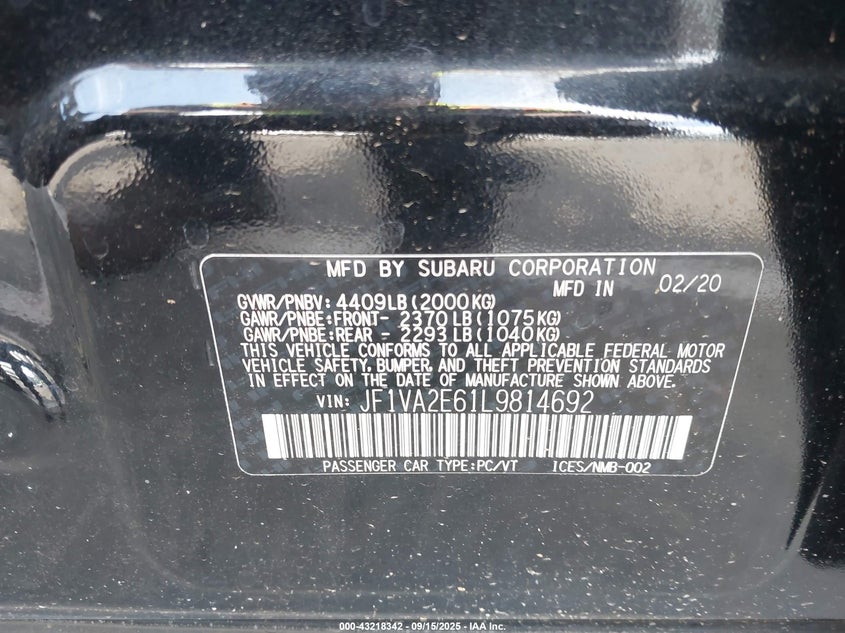 MFD BY SUBARU CORPORATION
MFD IN 02/20
GVWR/PNBV: 4409LB(2000KG)
GAWR/PNBE:FRONT- 2370LB(1075KG)
GAWR/PNBE:REAR - 2293LB(1040KG)
THIS VEHICLE CONFORMS TO ALL APPLICABLE FEDERAL MOTOR
VEHICLE SAFETY, BUMPER, AND THEFT PREVENTION STANDARDS
IN EFFECT ON THE DATE OF MANUFACTURE SHOWN ABOVE.
VIN: JF1VA2E61L9814692
PASSENGER CAR TYPE:PC/VT ICES/NMB-002
000-43218342 - 09/15/2025 - IAA Inc.